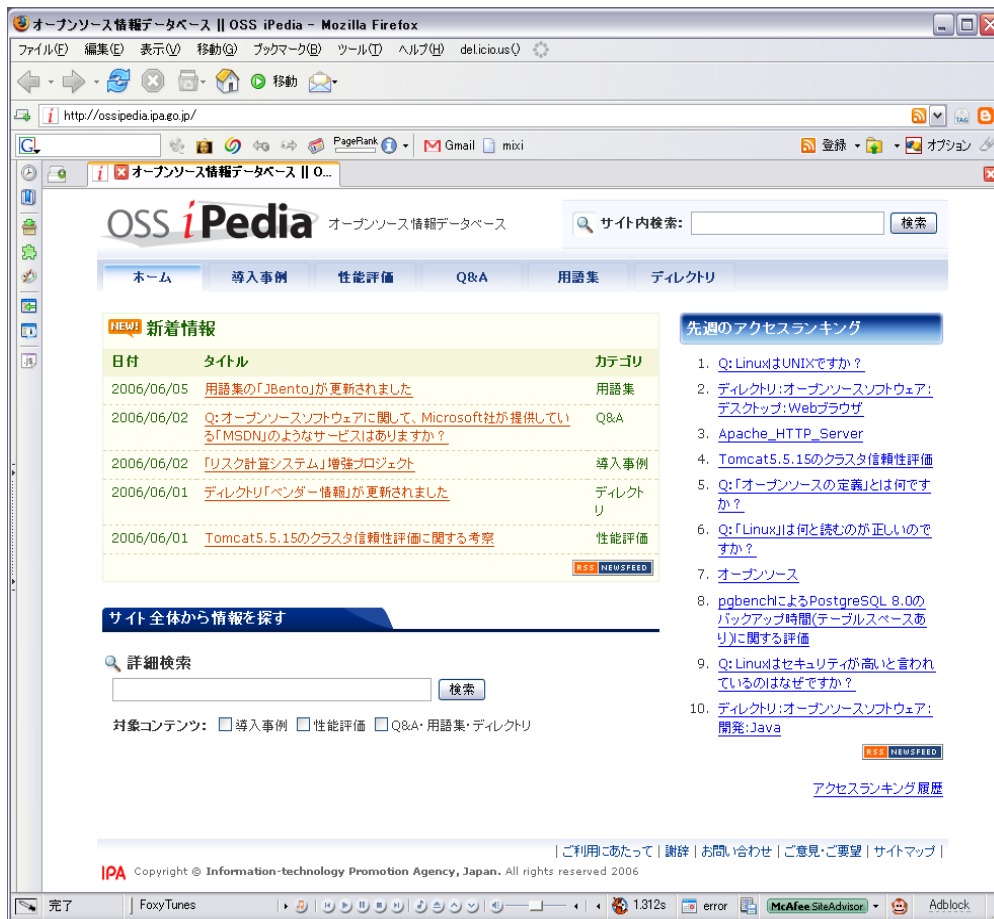 オープンソース情報データベース || OSS iPedia - Mozilla Firefox
ファイル(F) 編集(E) 表示(V) 移動(G) ブックマーク(B) ツール(T) ヘルプ(H) del.icio.us()
移動
http://ossipedia.ipa.go.jp/ TAG
G PageRank Gmail mixi 登録 オプション
オープンソース情報データベース || O...
OSS iPedia オープンソース情報データベース サイト内検索: 検索
ホーム 導入事例 性能評価 Q&A 用語集 ディレクトリ
NEW! 新着情報
日付 タイトル カテゴリ
2006/06/05 用語集の「JBento」が更新されました 用語集
2006/06/02 Q:オープンソースソフトウェアに関して、Microsoft社が提供してい Q&A
る「MSDN」のようなサービスはありますか?
2006/06/02 「リスク計算システム」増強プロジェクト 導入事例
2006/06/01 ディレクトリ「ベンダー情報」が更新されました ディレクト
リ
2006/06/01 Tomcat5.5.15のクラスタ信頼性評価に関する考察 性能評価
RSS NEWSFEED
サイト全体から情報を探す
詳細検索
検索
対象コンテンツ: 導入事例 性能評価 Q&A・用語集・ディレクトリ
先週のアクセスランキング
1. Q:LinuxはUNIXですか?
2. ディレクトリ:オープンソースソフトウェア:
デスクトップ:Webブラウザ
3. Apache_HTTP_Server
4. Tomcat5.5.15のクラスタ信頼性評価
5. Q:「オープンソースの定義」とは何です
か?
6. Q:「Linux」は何と読むのが正しいので
すか?
7. オープンソース
8. pgbenchによるPostgreSQL 8.0の
バックアップ時間(テーブルスペースあ
り)に関する評価
9. Q:Linuxはセキュリティが高いと言われ
ているのはなぜですか?
10. ディレクトリ:オープンソースソフトウェア:
開発:Java
RSS NEWSFEED
アクセスランキング履歴
| ご利用にあたって | 謝辞 | お問い合わせ | ご意見・ご要望 | サイトマップ |
IPA Copyright © Information-technology Promotion Agency, Japan. All rights reserved 2006
完了 FoxyTunes 1.312s error McAfee SiteAdvisor Adblock